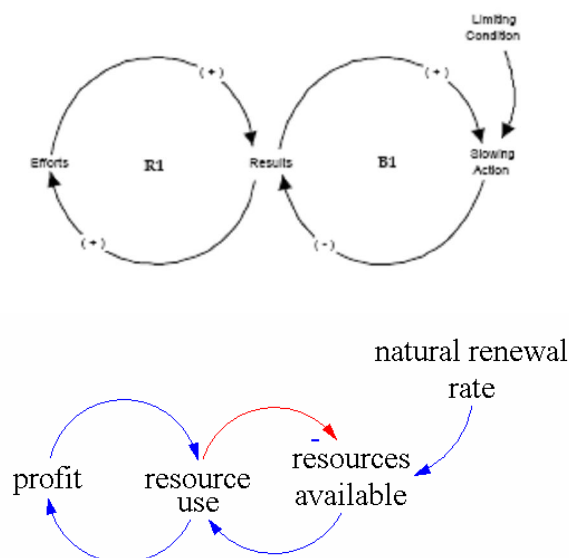 Limiting
Condition
(+)
(+)
Efforts
R1
Results
B1
Slowing
Action
(+)
(-)
natural renewal
rate
-
profit
resource
use
resources
available